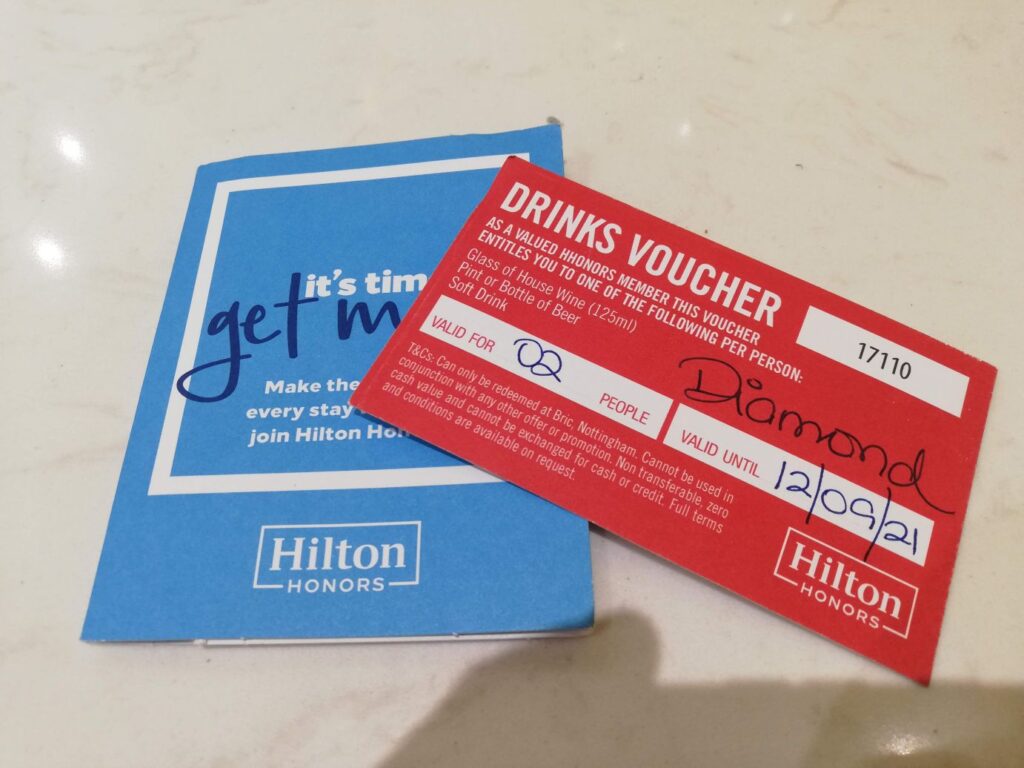 it's tim
get m
Make the
every stay
join Hilton Hon
Hilton
HONORS
DRINKS VOUCHER
AS A VALUED HHONORS MEMBER THIS VOUCHER
ENTITLES YOU TO ONE OF THE FOLLOWING PER PERSON:
Glass of House Wine (125ml)
Pint or Bottle of Beer
Soft Drink
17110
Diamond
VALID FOR 02 PEOPLE
VALID UNTIL 12/09/21
T&Cs: Can only be redeemed at Bric, Nottingham. Cannot be used in
conjunction with any other offer or promotion. Non transferable, zero
cash value and cannot be exchanged for cash or credit. Full terms
and conditions are available on request.
Hilton
HONORS